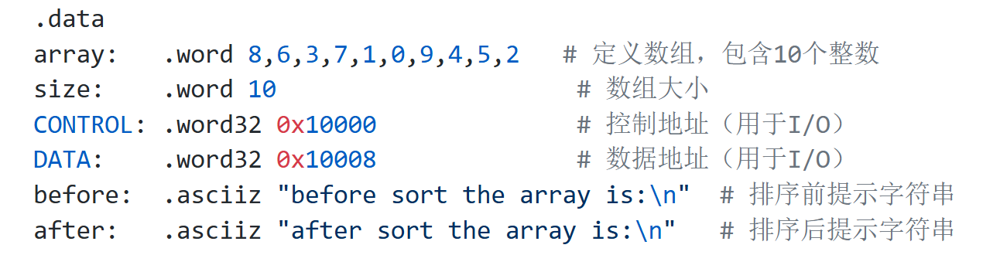 .data
array:   .word 8,6,3,7,1,0,9,4,5,2   # 定义数组，包含10个整数
size:    .word 10                     # 数组大小
CONTROL: .word32 0x10000              # 控制地址（用于I/O）
DATA:    .word32 0x10008              # 数据地址（用于I/O）
before:  .asciiz "before sort the array is:\n"  # 排序前提示字符串
after:   .asciiz "after sort the array is:\n"   # 排序后提示字符串